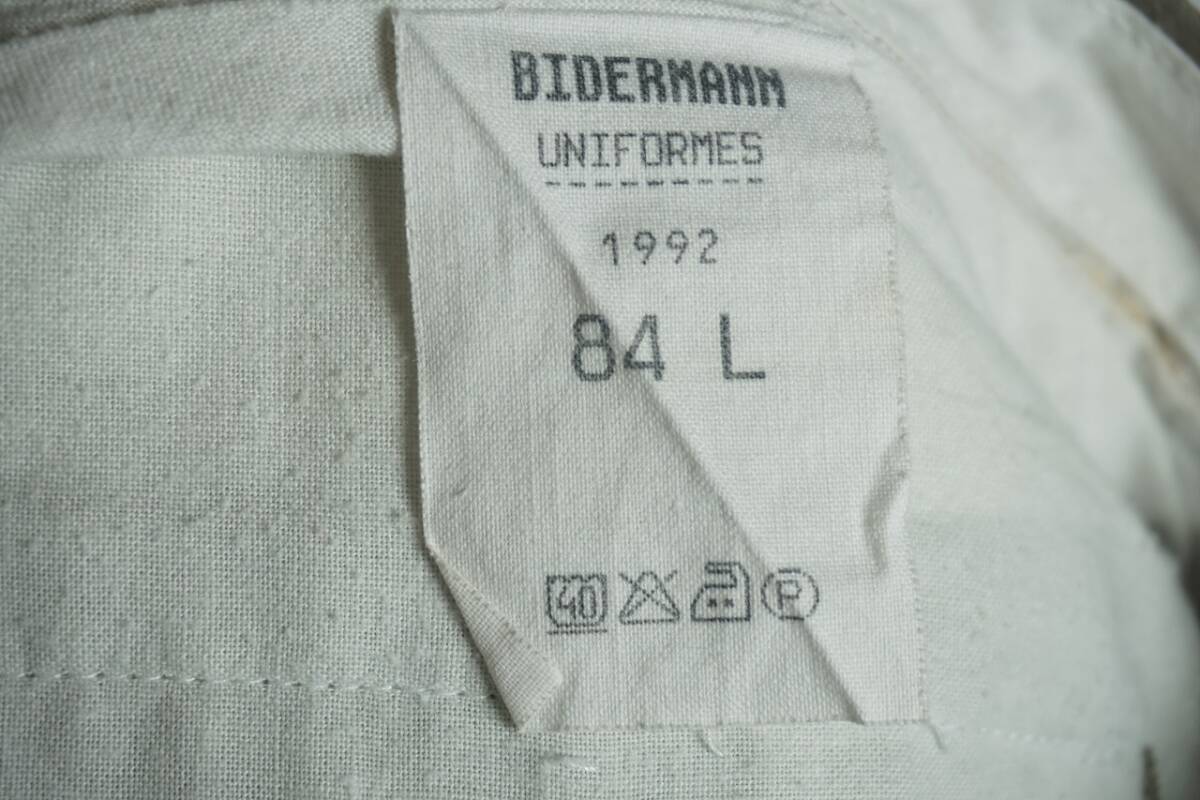 BIDERMANN
UNIFORMES
1992
84 L
40 P